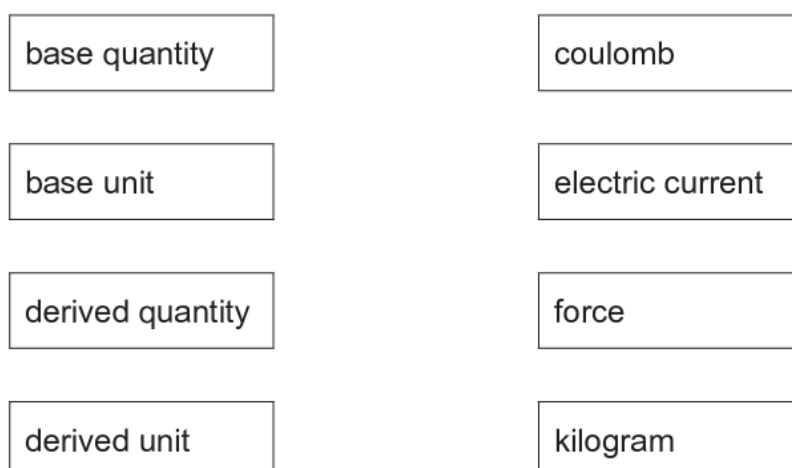 base quantity
coulomb
base unit
electric current
derived quantity
force
derived unit
kilogram